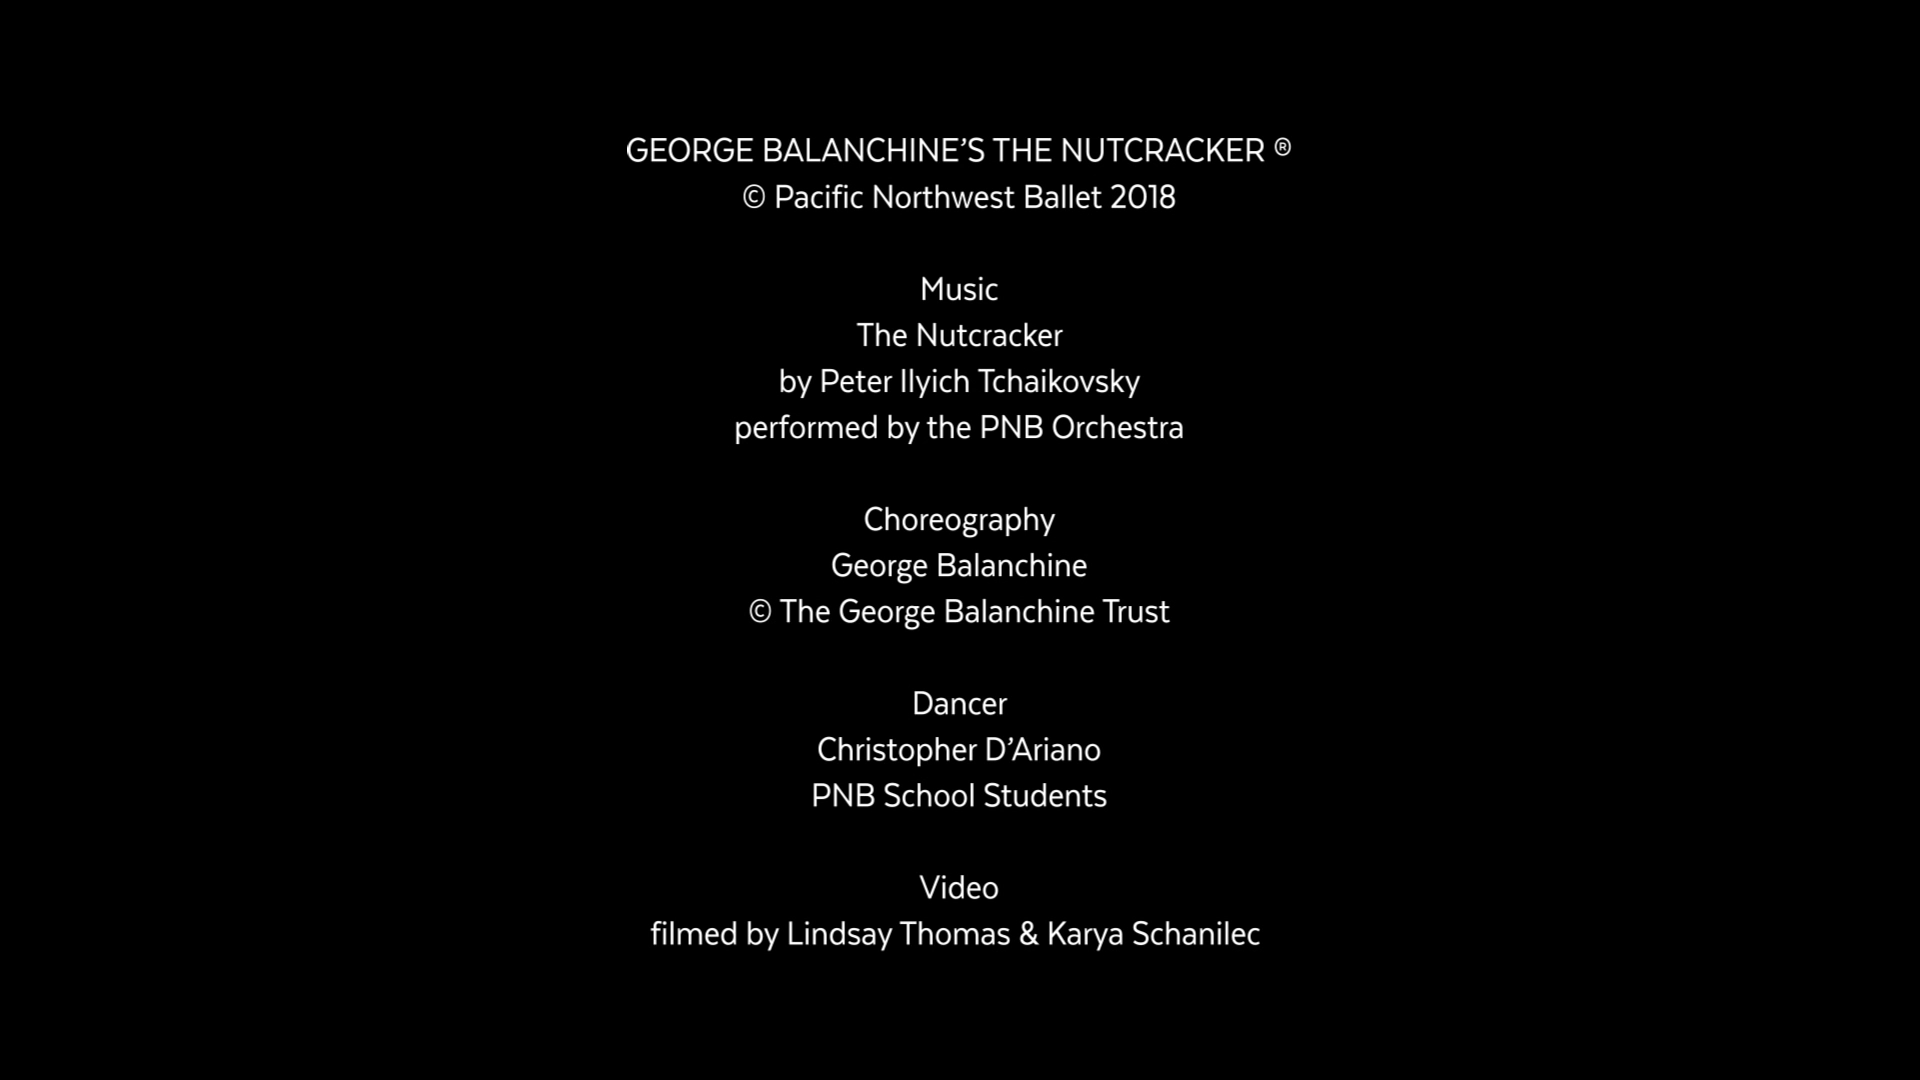 GEORGE BALANCHINE’S THE NUTCRACKER ®
© Pacific Northwest Ballet 2018
Music
The Nutcracker
by Peter Ilyich Tchaikovsky
performed by the PNB Orchestra
Choreography
George Balanchine
© The George Balanchine Trust
Dancer
Christopher D’Ariano
PNB School Students
Video
filmed by Lindsay Thomas & Karya Schanilec